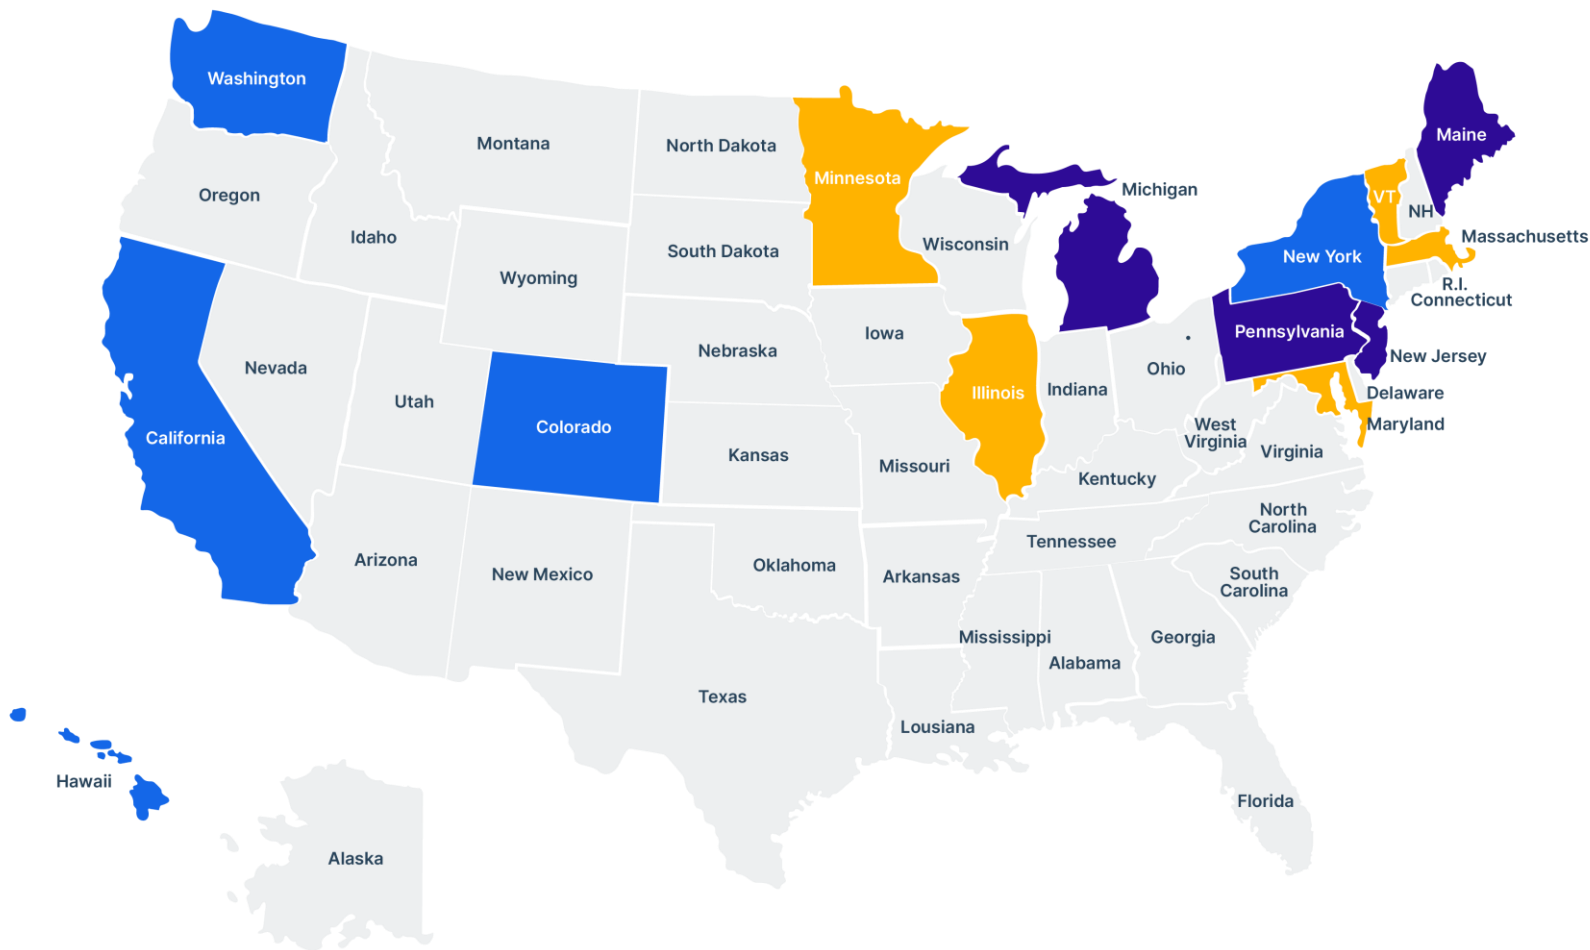 Washington
Maine
Montana
North Dakota
Minnesota
Michigan
Oregon
VT
NH
Idaho
Massachusetts
South Dakota
Wisconsin
New York
Wyoming
R.I.
Connecticut
Pennsylvania
Iowa
Nebraska
New Jersey
Nevada
Ohio
Indiana
Illinois
Delaware
Utah
Maryland
West
Virginia
Colorado
California
Virginia
Kansas
Missouri
Kentucky
North
Carolina
Tennessee
Arizona
Oklahoma
New Mexico
Arkansas
South
Carolina
Mississippi
Georgia
Alabama
Texas
Lousiana
Hawaii
Florida
Alaska